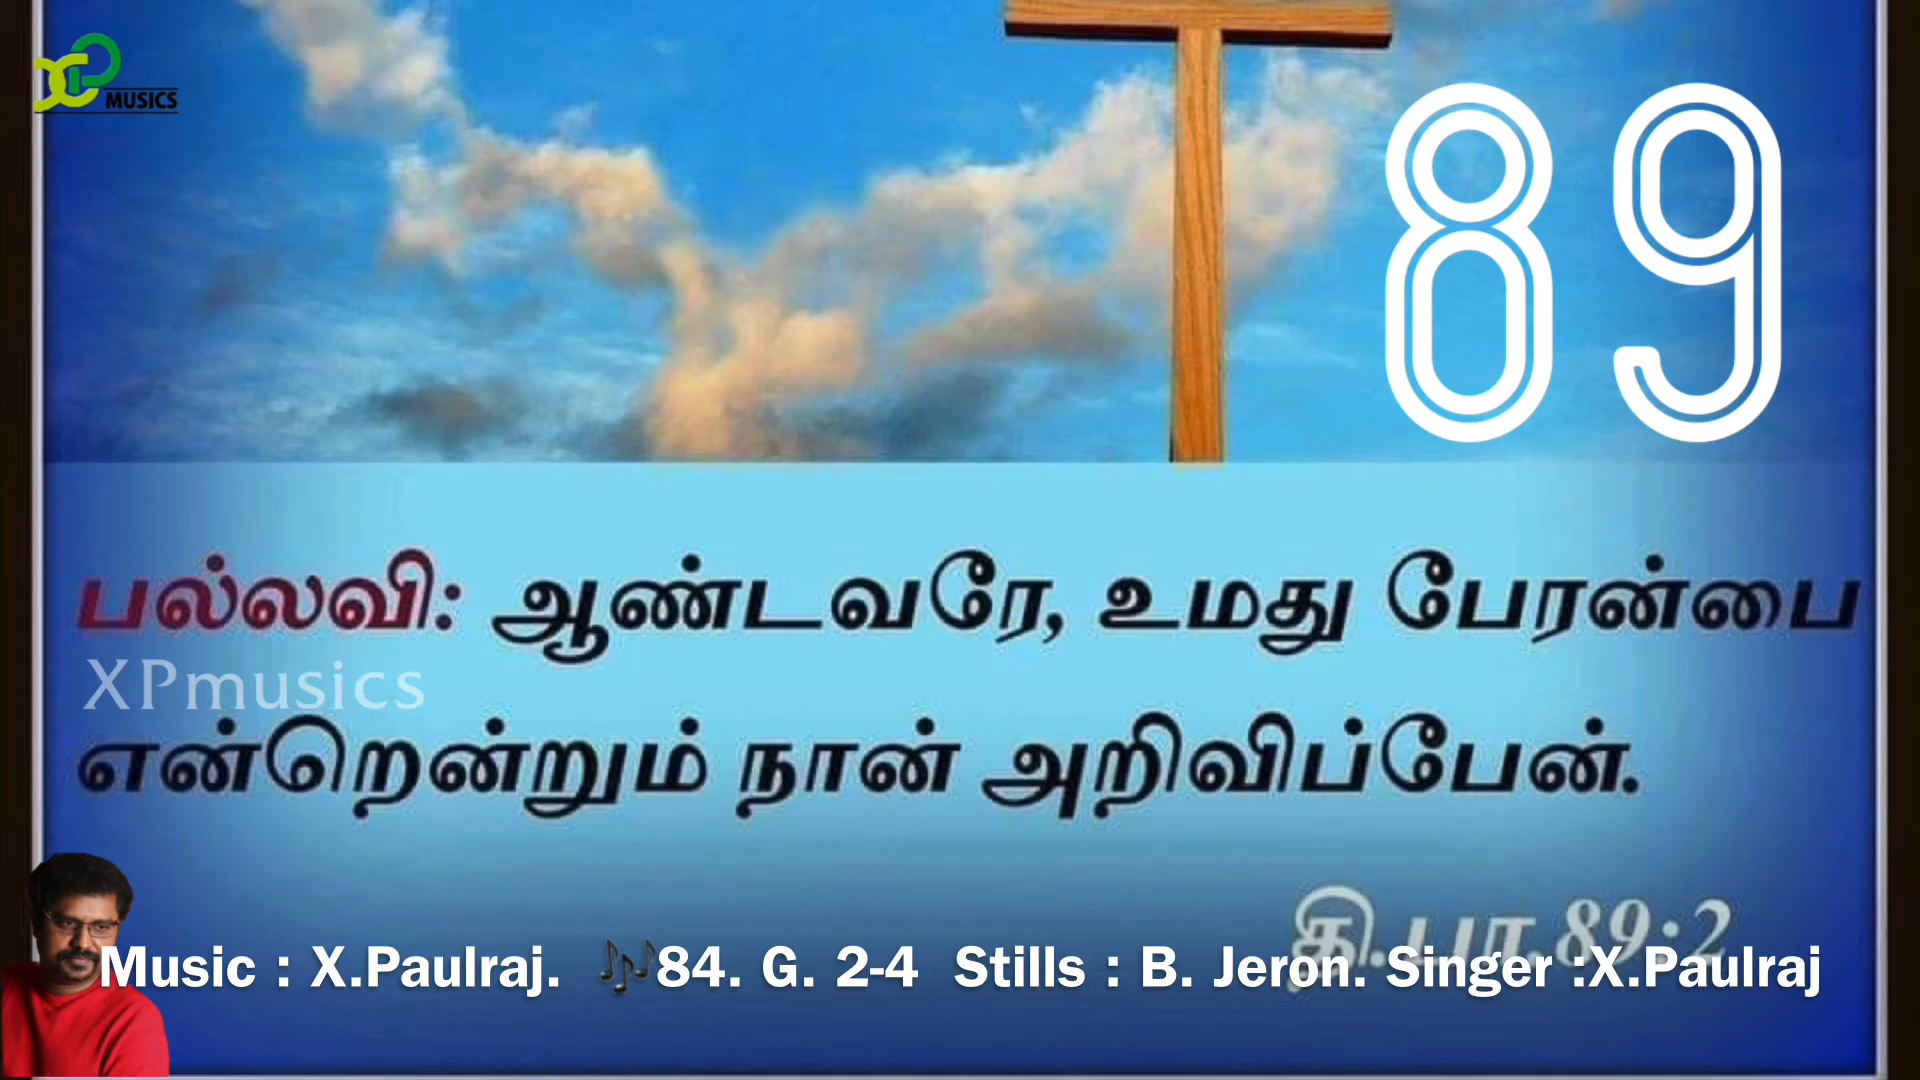 XP MUSICS
89
பல்லவி: ஆண்டவரே, உமது பேரன்பை
XPmusics
என்றென்றும் நான் அறிவிப்பேன்.
கி.பா.89:2
Music : X.Paulraj. 🎶84. G. 2-4 Stills : B. Jeron. Singer :X.Paulraj